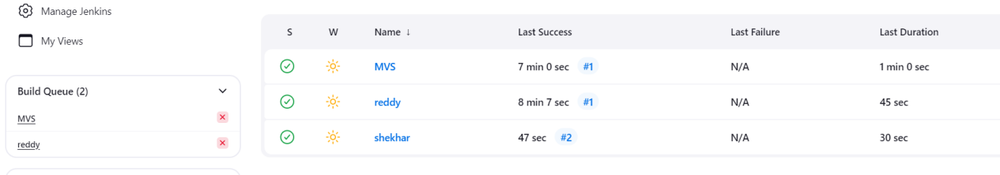 Manage Jenkins
My Views
Build Queue (2)
MVS
reddy
S W Name ↓ Last Success Last Failure Last Duration
MVS 7 min 0 sec #1 N/A 1 min 0 sec
reddy 8 min 7 sec #1 N/A 45 sec
shekhar 47 sec #2 N/A 30 sec